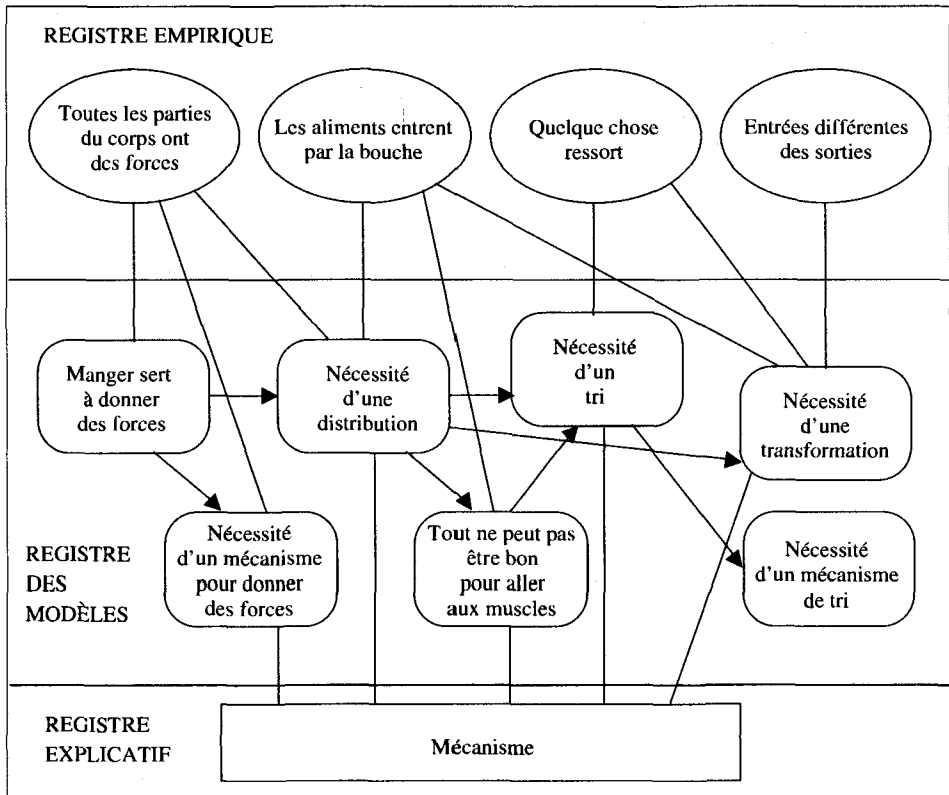 REGISTRE EMPIRIQUE
Toutes les parties
du corps ont
des forces
Les aliments entrent
par la bouche
Quelque chose
ressort
Entrées différentes
des sorties
Manger sert
à donner
des forces
Nécessité
d'une
distribution
Nécessité
d'un
tri
Nécessité
d'une
transformation
REGISTRE
DES
MODÈLES
Nécessité
d'un mécanisme
pour donner
des forces
Tout ne peut pas
être bon
pour aller
aux muscles
Nécessité
d'un mécanisme
de tri
REGISTRE
EXPLICATIF
Mécanisme